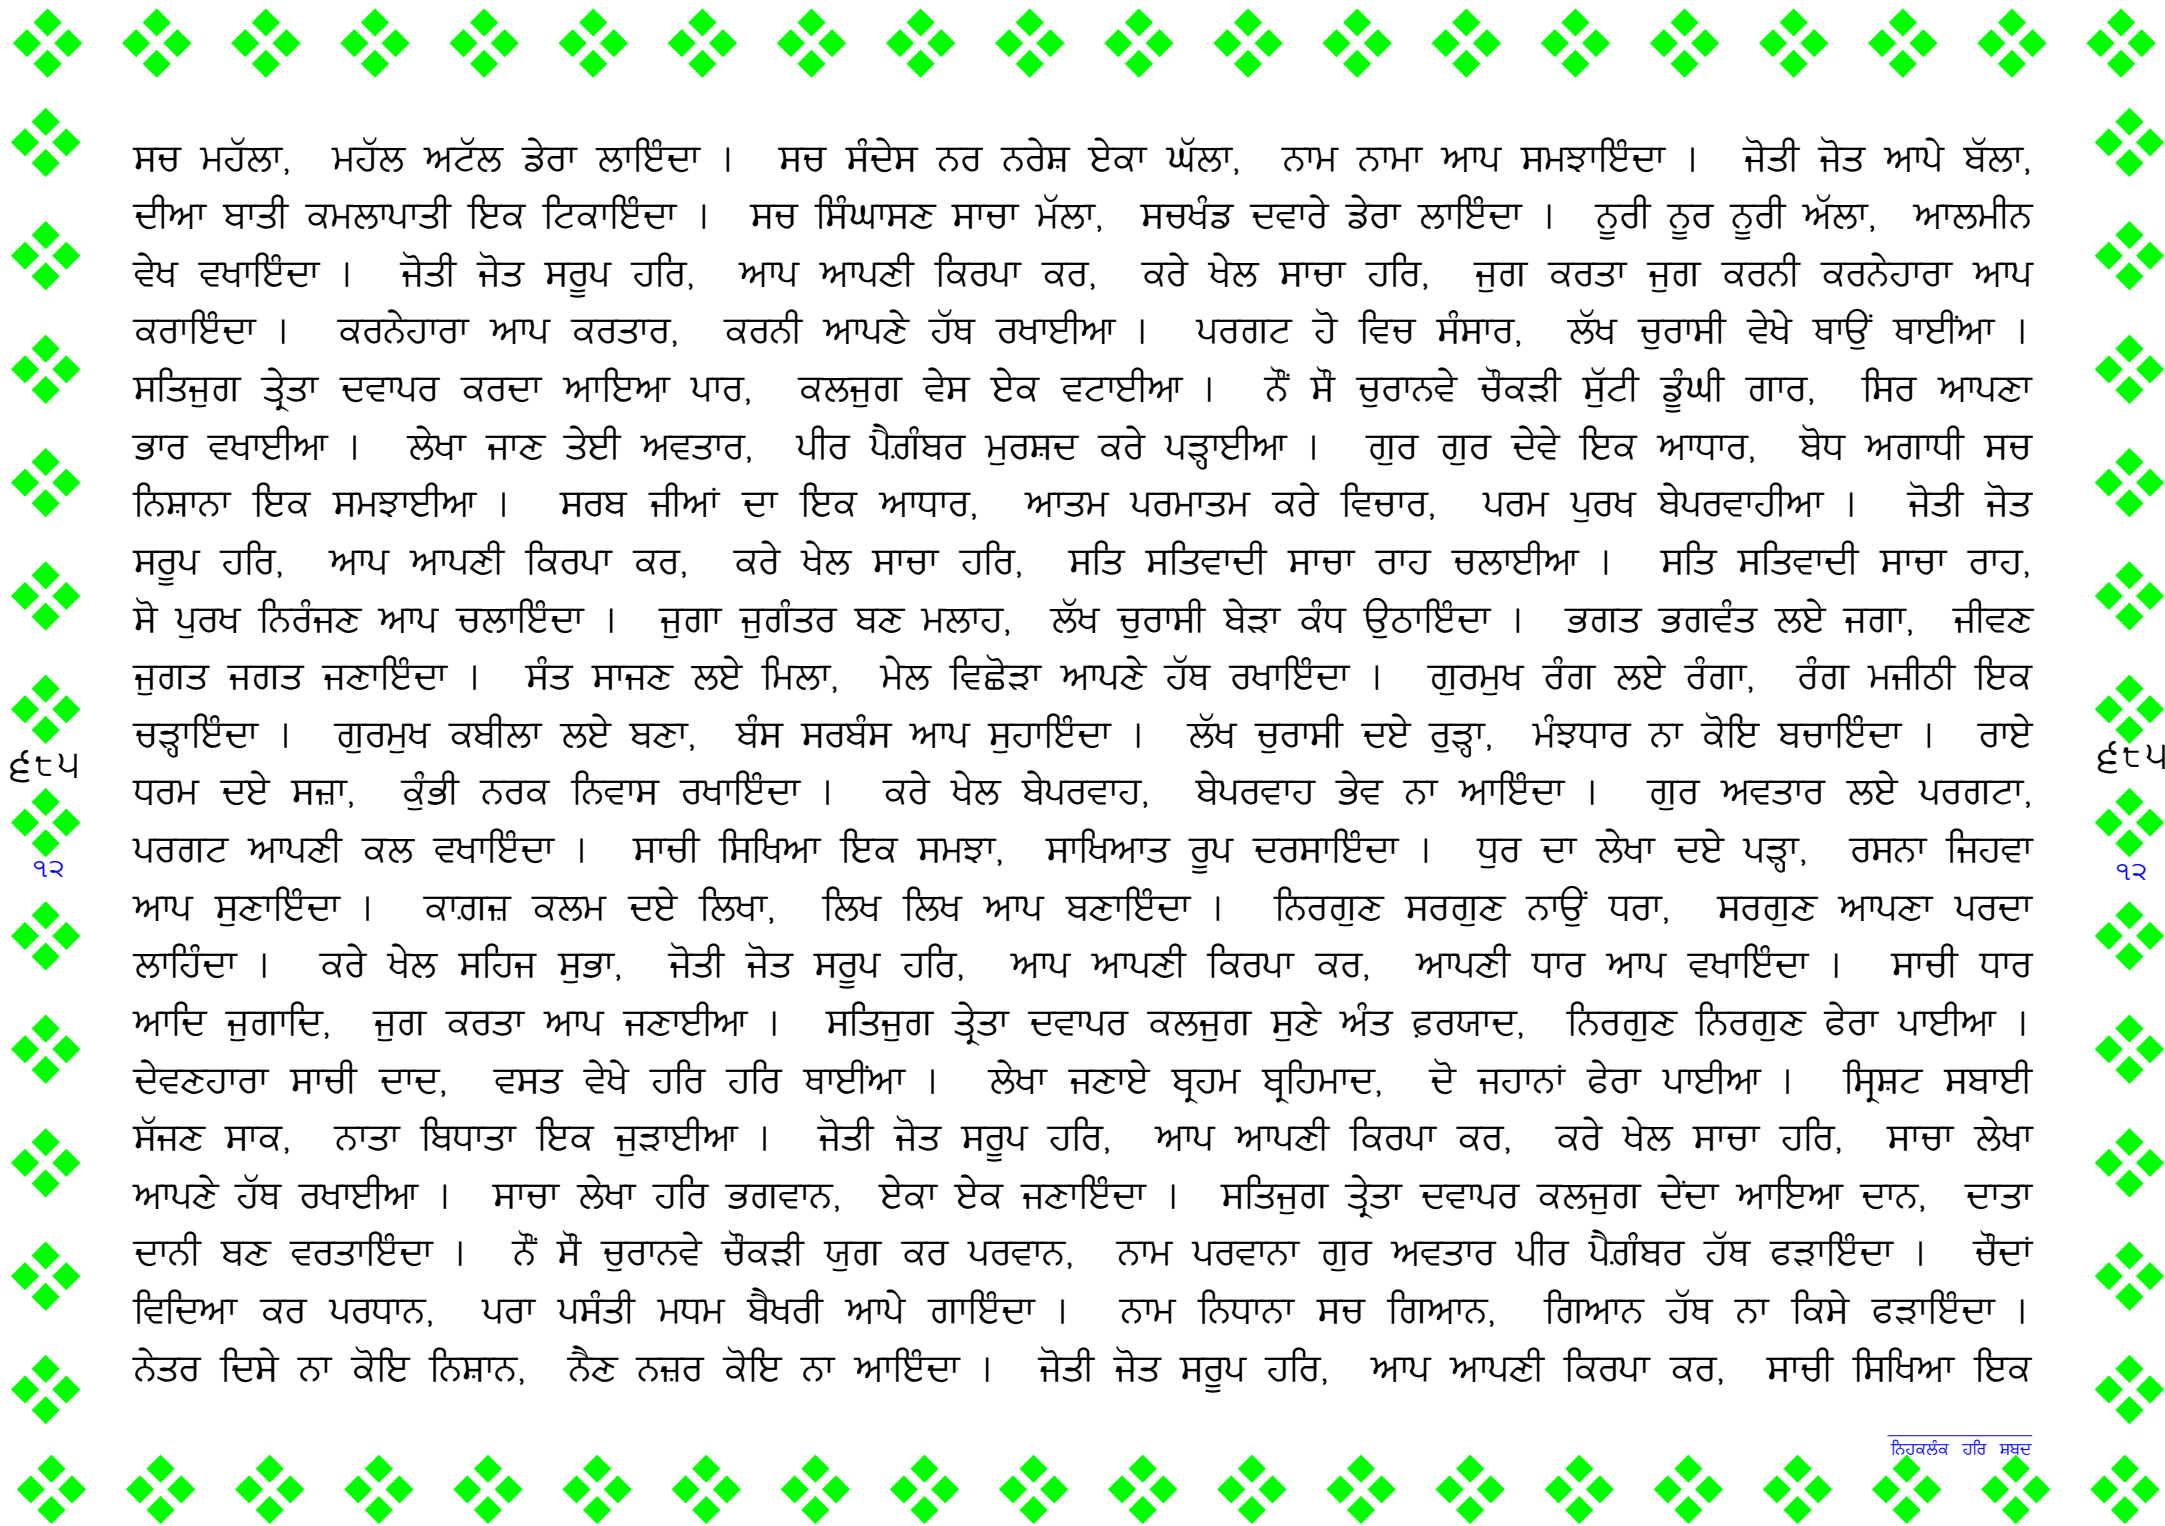 ਸਚ ਮਹੱਲਾ, ਮਹੱਲ ਅਟੱਲ ਡੇਰਾ ਲਾਇੰਦਾ । ਸਚ ਸੰਦੇਸ ਨਰ ਨਰੇਸ਼ ਏਕਾ ਘੱਲਾ, ਨਾਮ ਨਾਮਾ ਆਪ ਸਮਝਾਇੰਦਾ । ਜੋਤੀ ਜੋਤ ਆਪੇ ਬੱਲਾ,
ਦੀਆ ਬਾਤੀ ਕਮਲਾਪਾਤੀ ਇਕ ਟਿਕਾਇੰਦਾ । ਸਚ ਸਿੰਘਾਸਣ ਸਾਚਾ ਮੱਲਾ, ਸਚਖੰਡ ਦਵਾਰੇ ਡੇਰਾ ਲਾਇੰਦਾ । ਨੂਰੀ ਨੂਰ ਨੂਰੀ ਅੱਲਾ, ਆਲਮੀਨ
ਵੇਖ ਵਖਾਇੰਦਾ । ਜੋਤੀ ਜੋਤ ਸਰੂਪ ਹਰਿ, ਆਪ ਆਪਣੀ ਕਿਰਪਾ ਕਰ, ਕਰੇ ਖੇਲ ਸਾਚਾ ਹਰਿ, ਜੁਗ ਕਰਤਾ ਜੁਗ ਕਰਨੀ ਕਰਨੇਹਾਰਾ ਆਪ
ਕਰਾਇੰਦਾ । ਕਰਨੇਹਾਰਾ ਆਪ ਕਰਤਾਰ, ਕਰਨੀ ਆਪਣੇ ਹੱਥ ਰਖਾਈਆ । ਪਰਗਟ ਹੋ ਵਿਚ ਸੰਸਾਰ, ਲੱਖ ਚੁਰਾਸੀ ਵੇਖੇ ਥਾਉਂ ਥਾਈਂਆ ।
ਸਤਿਜੁਗ ਤ੍ਰੇਤਾ ਦਵਾਪਰ ਕਰਦਾ ਆਇਆ ਪਾਰ, ਕਲਜੁਗ ਵੇਸ ਏਕ ਵਟਾਈਆ । ਨੌਂ ਸੌ ਚੁਰਾਨਵੇ ਚੌਕੜੀ ਸੁੱਟੀ ਡੂੰਘੀ ਗਾਰ, ਸਿਰ ਆਪਣਾ
ਭਾਰ ਵਖਾਈਆ । ਲੇਖਾ ਜਾਣ ਤੇਈ ਅਵਤਾਰ, ਪੀਰ ਪੈਗ਼ੰਬਰ ਮੁਰਸ਼ਦ ਕਰੇ ਪੜ੍ਹਾਈਆ । ਗੁਰ ਗੁਰ ਦੇਵੇ ਇਕ ਆਧਾਰ, ਬੋਧ ਅਗਾਧੀ ਸਚ
ਨਿਸ਼ਾਨਾ ਇਕ ਸਮਝਾਈਆ । ਸਰਬ ਜੀਆਂ ਦਾ ਇਕ ਆਧਾਰ, ਆਤਮ ਪਰਮਾਤਮ ਕਰੇ ਵਿਚਾਰ, ਪਰਮ ਪੁਰਖ ਬੇਪਰਵਾਹੀਆ । ਜੋਤੀ ਜੋਤ
ਸਰੂਪ ਹਰਿ, ਆਪ ਆਪਣੀ ਕਿਰਪਾ ਕਰ, ਕਰੇ ਖੇਲ ਸਾਚਾ ਹਰਿ, ਸਤਿ ਸਤਿਵਾਦੀ ਸਾਚਾ ਰਾਹ ਚਲਾਈਆ । ਸਤਿ ਸਤਿਵਾਦੀ ਸਾਚਾ ਰਾਹ,
ਸੋ ਪੁਰਖ ਨਿਰੰਜਣ ਆਪ ਚਲਾਇੰਦਾ । ਜੁਗਾ ਜੁਗੰਤਰ ਬਣ ਮਲਾਹ, ਲੱਖ ਚੁਰਾਸੀ ਬੇੜਾ ਕੰਧ ਉਠਾਇੰਦਾ । ਭਗਤ ਭਗਵੰਤ ਲਏ ਜਗਾ, ਜੀਵਣ
ਜੁਗਤ ਜਗਤ ਜਣਾਇੰਦਾ । ਸੰਤ ਸਾਜਣ ਲਏ ਮਿਲਾ, ਮੇਲ ਵਿਛੋੜਾ ਆਪਣੇ ਹੱਥ ਰਖਾਇੰਦਾ । ਗੁਰਮੁਖ ਰੰਗ ਲਏ ਰੰਗਾ, ਰੰਗ ਮਜੀਠੀ ਇਕ
ਚੜ੍ਹਾਇੰਦਾ । ਗੁਰਮੁਖ ਕਬੀਲਾ ਲਏ ਬਣਾ, ਬੰਸ ਸਰਬੰਸ ਆਪ ਸੁਹਾਇੰਦਾ । ਲੱਖ ਚੁਰਾਸੀ ਦਏ ਰੁੜ੍ਹਾ, ਮੰਝਧਾਰ ਨਾ ਕੋਇ ਬਚਾਇੰਦਾ । ਰਾਏ
ਧਰਮ ਦਏ ਸਜ਼ਾ, ਕੁੰਭੀ ਨਰਕ ਨਿਵਾਸ ਰਖਾਇੰਦਾ । ਕਰੇ ਖੇਲ ਬੇਪਰਵਾਹ, ਬੇਪਰਵਾਹ ਭੇਵ ਨਾ ਆਇੰਦਾ । ਗੁਰ ਅਵਤਾਰ ਲਏ ਪਰਗਟਾ,
ਪਰਗਟ ਆਪਣੀ ਕਲ ਵਖਾਇੰਦਾ । ਸਾਚੀ ਸਿਖਿਆ ਇਕ ਸਮਝਾ, ਸਾਖਿਆਤ ਰੂਪ ਦਰਸਾਇੰਦਾ । ਧੁਰ ਦਾ ਲੇਖਾ ਦਏ ਪੜ੍ਹਾ, ਰਸਨਾ ਜਿਹਵਾ
ਆਪ ਸੁਣਾਇੰਦਾ । ਕਾਗ਼ਜ਼ ਕਲਮ ਦਏ ਲਿਖਾ, ਲਿਖ ਲਿਖ ਆਪ ਬਣਾਇੰਦਾ । ਨਿਰਗੁਣ ਸਰਗੁਣ ਨਾਉਂ ਧਰਾ, ਸਰਗੁਣ ਆਪਣਾ ਪਰਦਾ
ਲਾਹਿੰਦਾ । ਕਰੇ ਖੇਲ ਸਹਿਜ ਸੁਭਾ, ਜੋਤੀ ਜੋਤ ਸਰੂਪ ਹਰਿ, ਆਪ ਆਪਣੀ ਕਿਰਪਾ ਕਰ, ਆਪਣੀ ਧਾਰ ਆਪ ਵਖਾਇੰਦਾ । ਸਾਚੀ ਧਾਰ
ਆਦਿ ਜੁਗਾਦਿ, ਜੁਗ ਕਰਤਾ ਆਪ ਜਣਾਈਆ । ਸਤਿਜੁਗ ਤ੍ਰੇਤਾ ਦਵਾਪਰ ਕਲਜੁਗ ਸੁਣੇ ਅੰਤ ਫ਼ਰਯਾਦ, ਨਿਰਗੁਣ ਨਿਰਗੁਣ ਫੇਰਾ ਪਾਈਆ ।
ਦੇਵਣਹਾਰਾ ਸਾਚੀ ਦਾਦ, ਵਸਤ ਵੇਖੇ ਹਰਿ ਹਰਿ ਥਾਈਂਆ । ਲੇਖਾ ਜਣਾਏ ਬ੍ਰਹਮ ਬ੍ਰਹਿਮਾਦ, ਦੋ ਜਹਾਨਾਂ ਫੇਰਾ ਪਾਈਆ । ਸ੍ਰਿਸ਼ਟ ਸਬਾਈ
ਸੱਜਣ ਸਾਕ, ਨਾਤਾ ਬਿਧਾਤਾ ਇਕ ਜੁੜਾਈਆ । ਜੋਤੀ ਜੋਤ ਸਰੂਪ ਹਰਿ, ਆਪ ਆਪਣੀ ਕਿਰਪਾ ਕਰ, ਕਰੇ ਖੇਲ ਸਾਚਾ ਹਰਿ, ਸਾਚਾ ਲੇਖਾ
ਆਪਣੇ ਹੱਥ ਰਖਾਈਆ । ਸਾਚਾ ਲੇਖਾ ਹਰਿ ਭਗਵਾਨ, ਏਕਾ ਏਕ ਜਣਾਇੰਦਾ । ਸਤਿਜੁਗ ਤ੍ਰੇਤਾ ਦਵਾਪਰ ਕਲਜੁਗ ਦੇਂਦਾ ਆਇਆ ਦਾਨ, ਦਾਤਾ
ਦਾਨੀ ਬਣ ਵਰਤਾਇੰਦਾ । ਨੌਂ ਸੌ ਚੁਰਾਨਵੇ ਚੌਕੜੀ ਯੁਗ ਕਰ ਪਰਵਾਨ, ਨਾਮ ਪਰਵਾਨਾ ਗੁਰ ਅਵਤਾਰ ਪੀਰ ਪੈਗ਼ੰਬਰ ਹੱਥ ਫੜਾਇੰਦਾ । ਚੌਦਾਂ
ਵਿਦਿਆ ਕਰ ਪਰਧਾਨ, ਪਰਾ ਪਸੰਤੀ ਮਧਮ ਬੈਖਰੀ ਆਪੇ ਗਾਇੰਦਾ । ਨਾਮ ਨਿਧਾਨਾ ਸਚ ਗਿਆਨ, ਗਿਆਨ ਹੱਥ ਨਾ ਕਿਸੇ ਫੜਾਇੰਦਾ ।
ਨੇਤਰ ਦਿਸੇ ਨਾ ਕੋਇ ਨਿਸ਼ਾਨ, ਨੈਣ ਨਜ਼ਰ ਕੋਇ ਨਾ ਆਇੰਦਾ । ਜੋਤੀ ਜੋਤ ਸਰੂਪ ਹਰਿ, ਆਪ ਆਪਣੀ ਕਿਰਪਾ ਕਰ, ਸਾਚੀ ਸਿਖਿਆ ਇਕ
੬੮੫
੧੨
੬੮੫
੧੨
ਨਿਹਕਲੰਕ ਹਰਿ ਸ਼ਬਦ